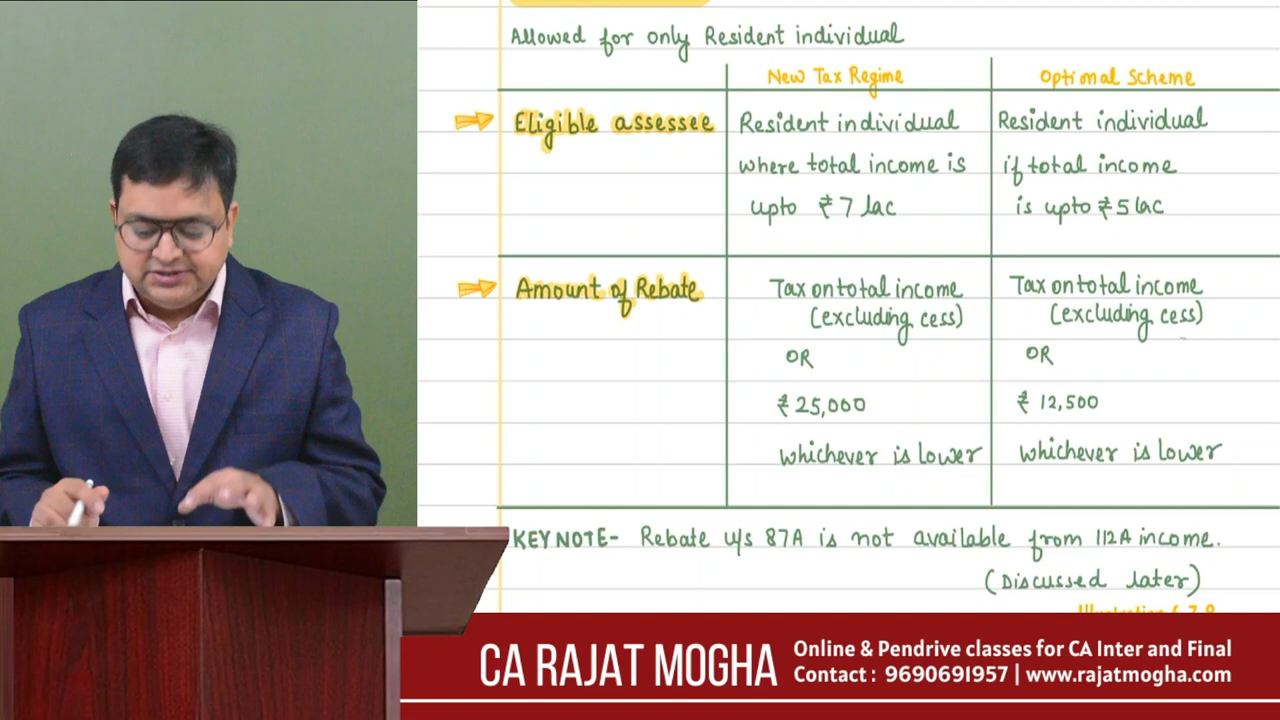 Allowed for only Resident individual
New Tax Regime
Optional Scheme
Eligible assessee
Resident individual
where total income is
upto ₹7 lac
Resident individual
if total income
is upto ₹5 lac
Amount of Rebate
Tax on total income
(excluding cess)
OR
₹25,000
whichever is lower
Tax on total income
(excluding cess)
OR
₹ 12,500
whichever is lower
KEY NOTE- Rebate u/s 87A is not available from 112A income.
(Discussed later)
CA RAJAT MOGHA
Online & Pendrive classes for CA Inter and Final
Contact : 9690691957 | www.rajatmogha.com